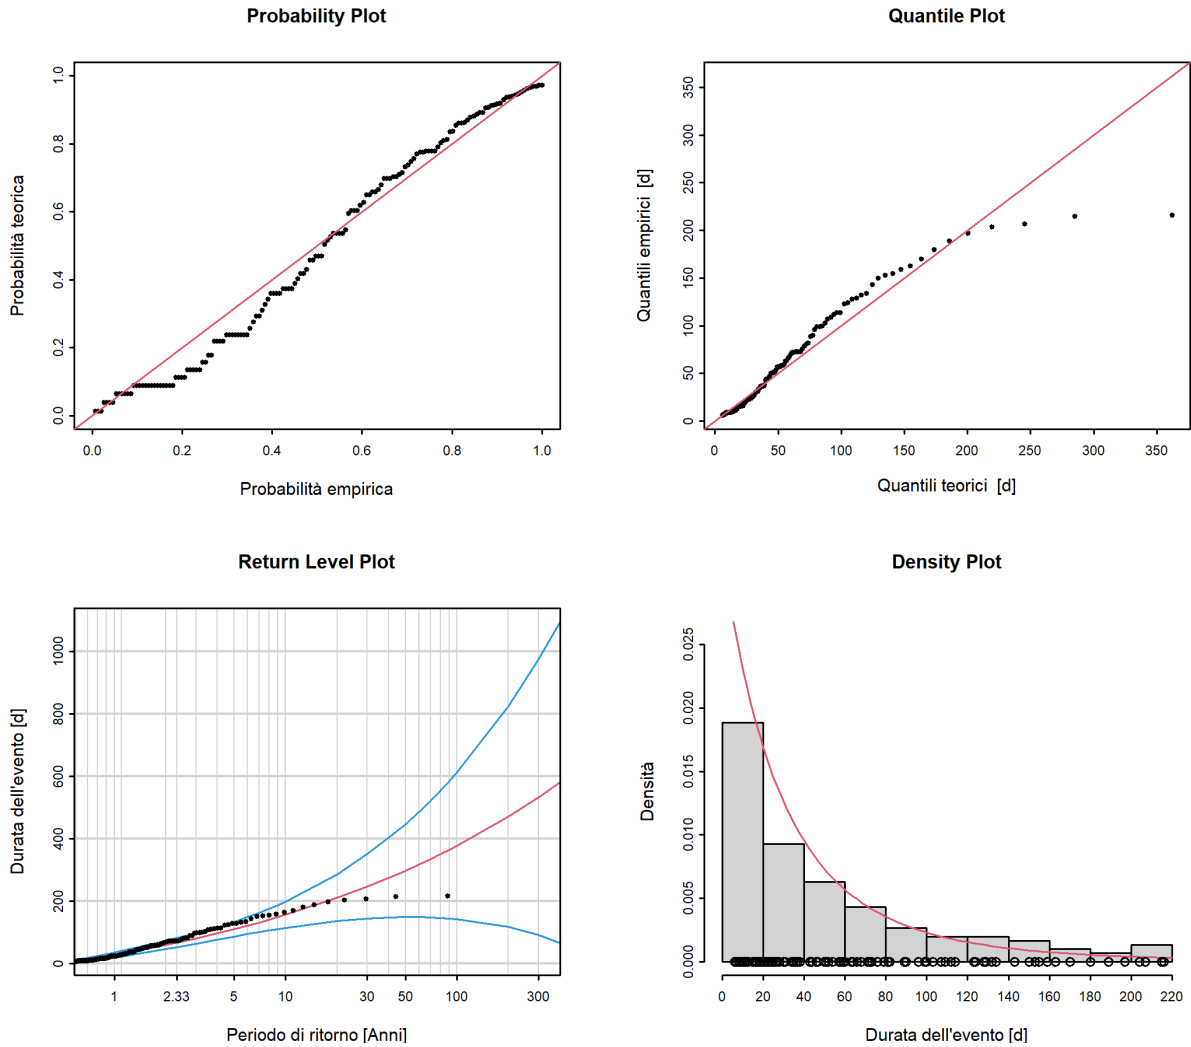 Probability Plot
Probabilità teorica
0.0 0.2 0.4 0.6 0.8 1.0
0.0 0.2 0.4 0.6 0.8 1.0
Probabilità empirica
Quantile Plot
Quantili empirici [d]
0 50 100 150 200 250 300 350
0 50 100 150 200 250 300 350
Quantili teorici [d]
Return Level Plot
Durata dell'evento [d]
0 200 400 600 800 1000
1 2.33 5 10 30 50 100 300
Periodo di ritorno [Anni]
Density Plot
Densità
0.000 0.005 0.010 0.015 0.020 0.025
0 20 40 60 80 100 120 140 160 180 200 220
Durata dell'evento [d]